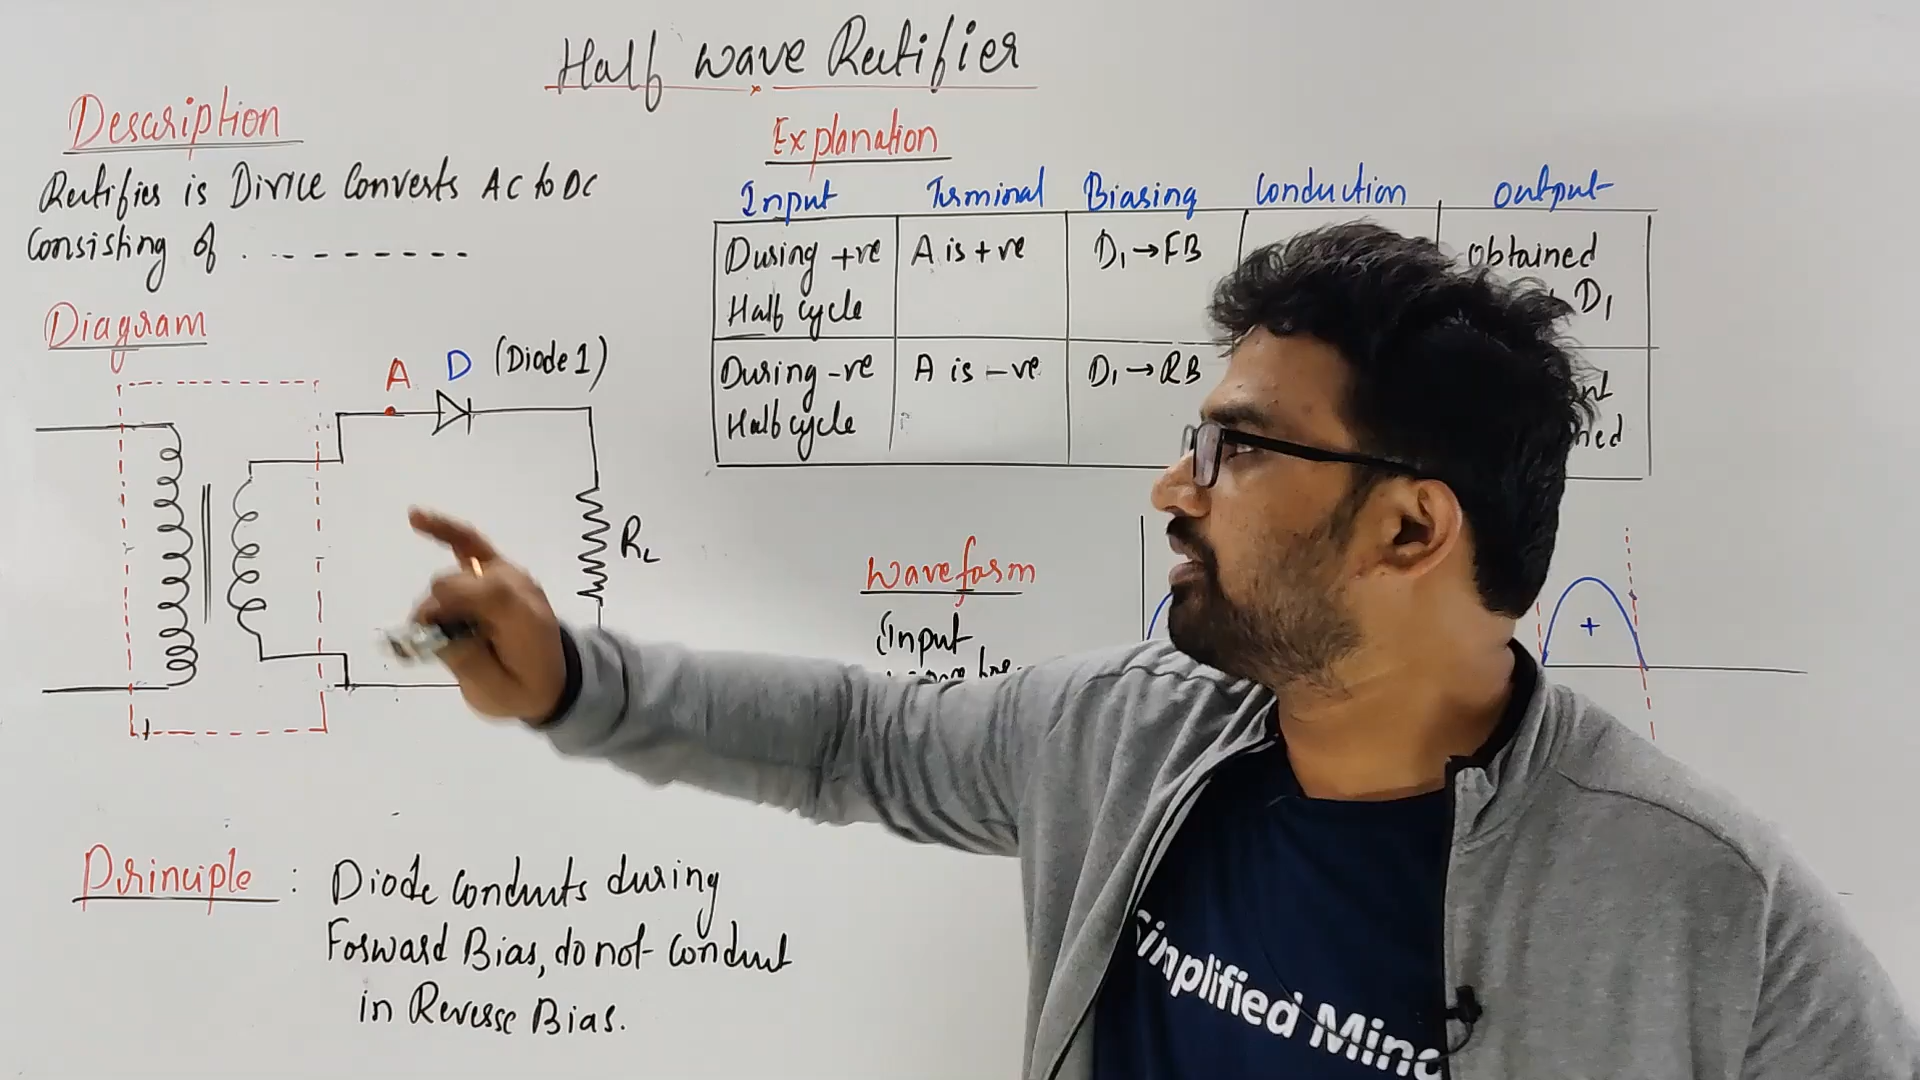 Half wave Rectifier
Description
Rectifier is Divice Converts AC to DC
Consisting of . - - - - - - - -
Diagram
A D (Diode 1)
RL
Principle : Diode Conducts during
Forward Bias, do not Conduct
in Reverse Bias.
Explanation
Input Terminal Biasing Conduction Output
During +ve A is +ve D1 → FB obtained
Half cycle D1
During -ve A is -ve D1 → RB
Half cycle
Waveform
Input
+
Simplified Mind